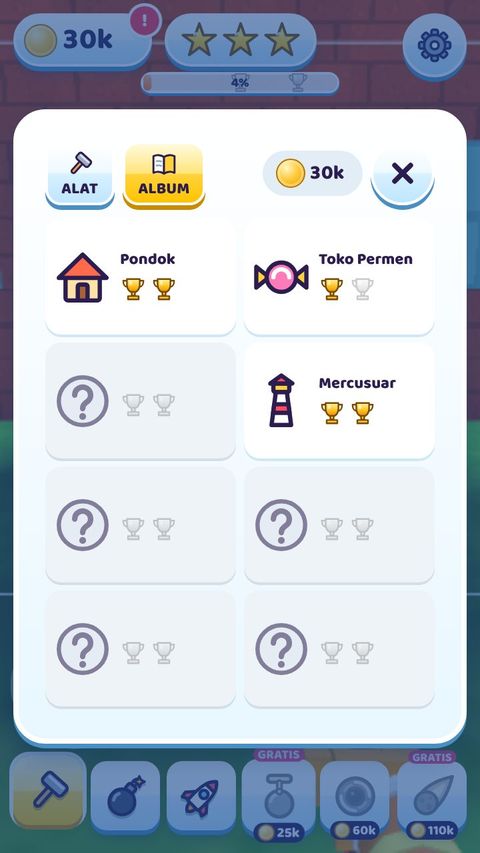 30k
!
4%
ALAT
ALBUM
30k
Pondok
Toko Permen
?
Mercusuar
?
?
?
?
GRATIS
GRATIS
25k
60k
110k